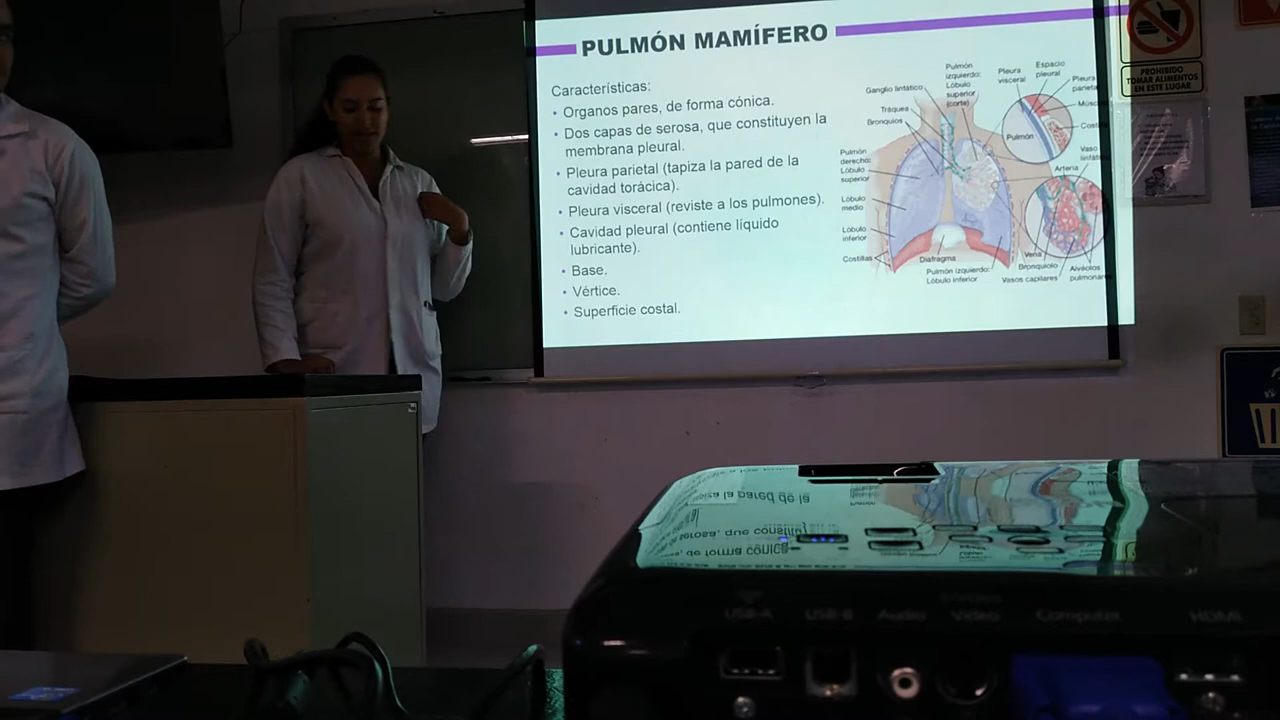 PULMÓN MAMÍFERO
Características:
• Organos pares, de forma cónica.
• Dos capas de serosa, que constituyen la
membrana pleural.
• Pleura parietal (tapiza la pared de la
cavidad torácica).
• Pleura visceral (reviste a los pulmones).
• Cavidad pleural (contiene líquido
lubricante).
• Base.
• Vértice.
• Superficie costal.
Ganglio linfático
Tráquea
Bronquios
Pulmón
izquierdo:
Lóbulo
superior
(corte)
Pleura
visceral
Espacio
pleural
Pleura
Pulmón
Pulmón
derecho:
Lóbulo
superior
Lóbulo
medio
Lóbulo
inferior
Costillas
Diafragma
Pulmón izquierdo:
Lóbulo inferior
Vaso
Arteria
Vena
Bronquiolo
Vasos capilares
Alvéolos
PROHIBIDO
TOMAR ALIMENTOS
EN ESTE LUGAR
USB-A
USB-B
Audio
Video
Computer
HDMI